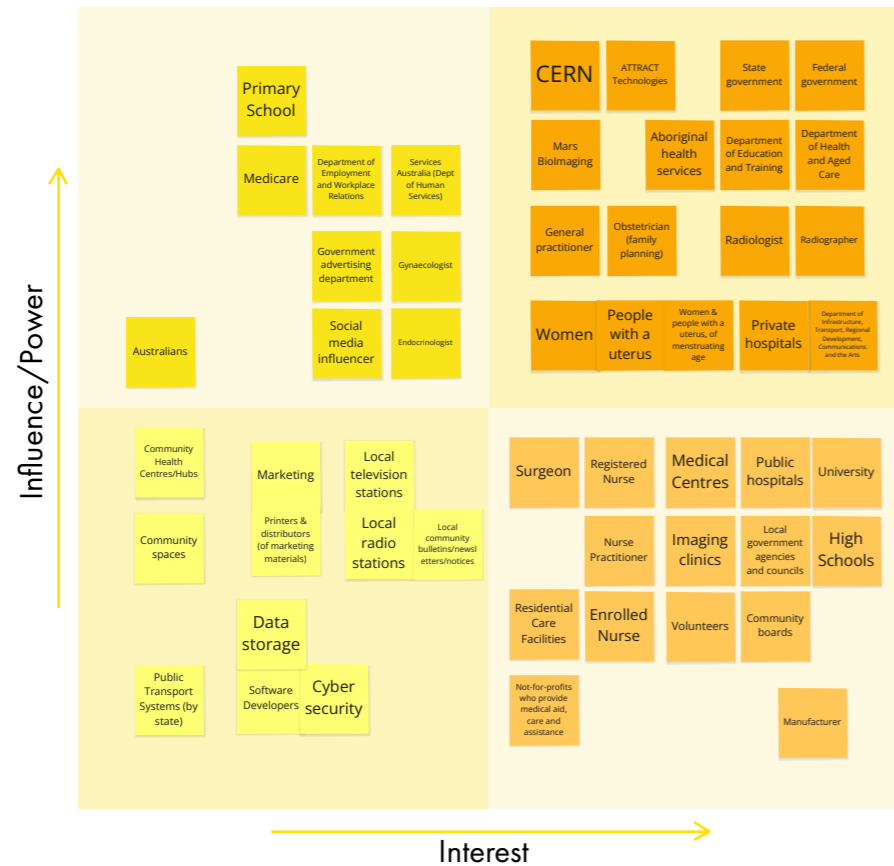 Influence/Power
Primary
School
Medicare
Department of
Employment
and Workplace
Relations
Services
Australia (Dept
of Human
Services)
Government
advertising
department
Gynaecologist
Social
media
influencer
Endocrinologist
Australians
CERN
ATTRACT
Technologies
State
government
Federal
government
Mars
BioImaging
Aboriginal
health
services
Department
of Education
and Training
Department
of Health
and Aged
Care
General
practitioner
Obstetrician
(family
planning)
Radiologist
Radiographer
Women
People
with a
uterus
Women &
people with a
uterus, of
menstruating
age
Private
hospitals
Department of
Infrastructure,
Transport, Regional
Development,
Communications
and the Arts
Community
Health
Centres/Hubs
Marketing
Local
television
stations
Community
spaces
Printers &
distributors
(of marketing
materials)
Local
radio
stations
Local
community
bulletins/newsl
etters/notices
Data
storage
Public
Transport
Systems (by
state)
Software
Developers
Cyber
security
Surgeon
Registered
Nurse
Medical
Centres
Public
hospitals
University
Nurse
Practitioner
Imaging
clinics
Local
government
agencies
and councils
High
Schools
Residential
Care
Facilities
Enrolled
Nurse
Volunteers
Community
boards
Not-for-profits
who provide
medical aid,
care and
assistance
Manufacturer
Interest